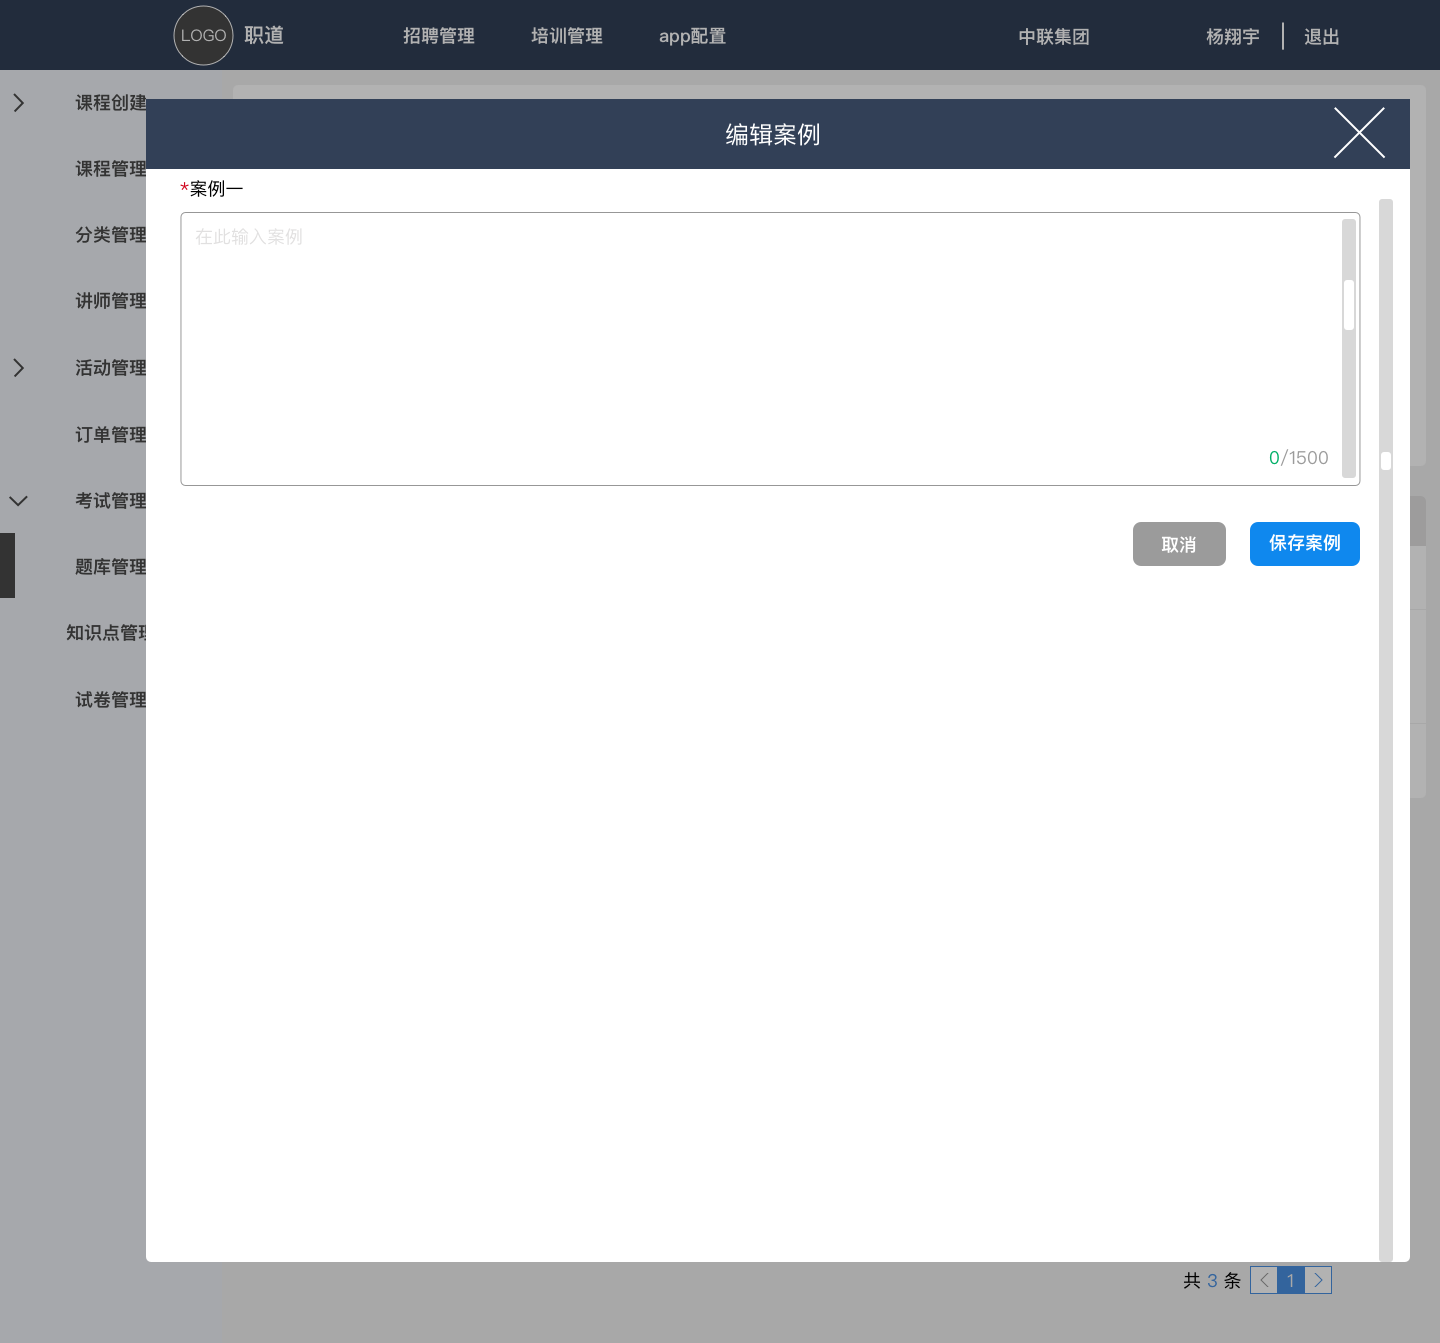 LOGO 职道 招聘管理 培训管理 app配置 中联集团 杨翔宇 退出
课程创建
编辑案例
课程管理
*案例一
分类管理
在此输入案例
讲师管理
活动管理
订单管理
0/1500
考试管理
取消 保存案例
题库管理
知识点管理
试卷管理
共 3 条 1